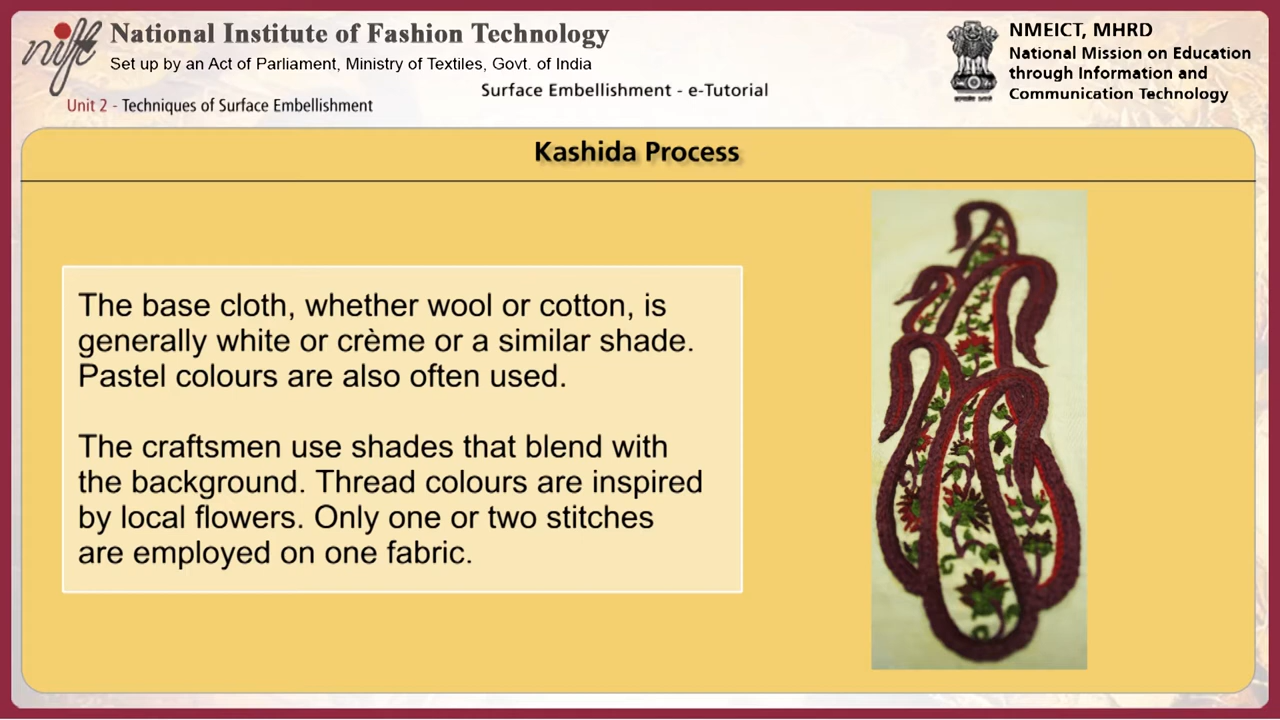 nift
National Institute of Fashion Technology
Set up by an Act of Parliament, Ministry of Textiles, Govt. of India
Unit 2 - Techniques of Surface Embellishment
Surface Embellishment - e-Tutorial
NMEICT, MHRD
National Mission on Education
through Information and
Communication Technology
Kashida Process
The base cloth, whether wool or cotton, is
generally white or crème or a similar shade.
Pastel colours are also often used.
The craftsmen use shades that blend with
the background. Thread colours are inspired
by local flowers. Only one or two stitches
are employed on one fabric.